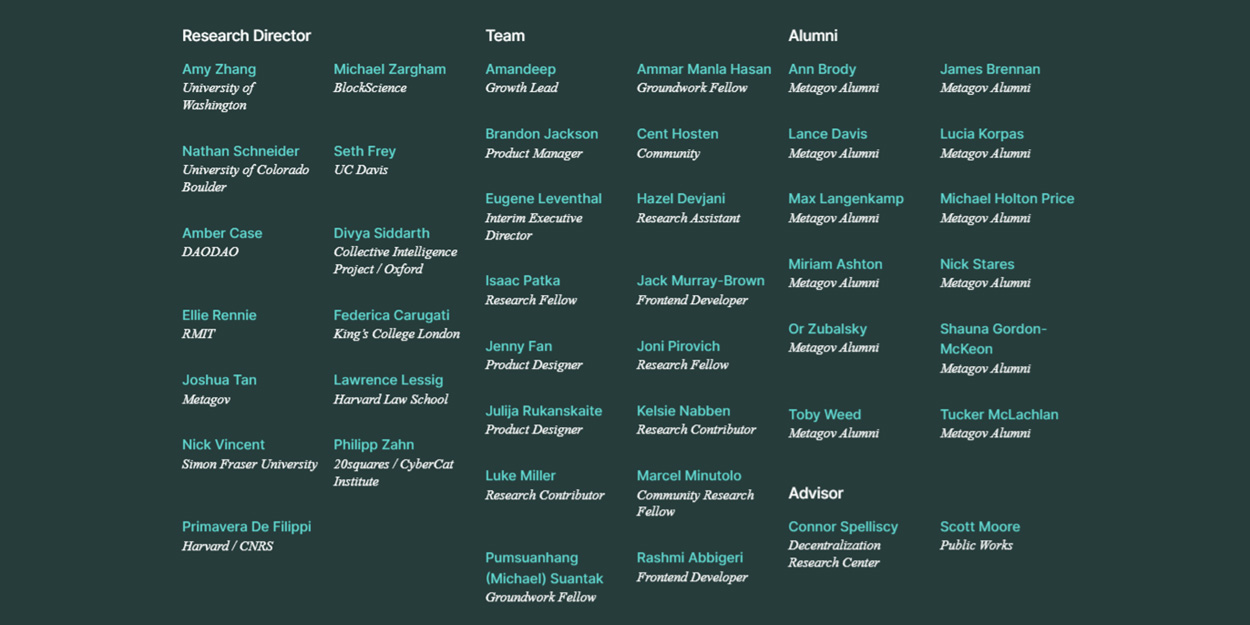 Research Director
Amy Zhang
University of
Washington
Michael Zargham
BlockScience
Nathan Schneider
University of Colorado
Boulder
Seth Frey
UC Davis
Amber Case
DAODAO
Divya Siddarth
Collective Intelligence
Project / Oxford
Ellie Rennie
RMIT
Federica Carugati
King's College London
Joshua Tan
Metagov
Lawrence Lessig
Harvard Law School
Nick Vincent
Simon Fraser University
Philipp Zahn
20squares / CyberCat
Institute
Primavera De Filippi
Harvard / CNRS
Team
Amandeep
Growth Lead
Ammar Manla Hasan
Groundwork Fellow
Brandon Jackson
Product Manager
Cent Hosten
Community
Eugene Leventhal
Interim Executive
Director
Hazel Devjani
Research Assistant
Isaac Patka
Research Fellow
Jack Murray-Brown
Frontend Developer
Jenny Fan
Product Designer
Joni Pirovich
Research Fellow
Julija Rukanskaite
Product Designer
Kelsie Nabben
Research Contributor
Luke Miller
Research Contributor
Marcel Minutolo
Community Research
Fellow
Pumsuanhang
(Michael) Suantak
Groundwork Fellow
Rashmi Abbigeri
Frontend Developer
Alumni
Ann Brody
Metagov Alumni
James Brennan
Metagov Alumni
Lance Davis
Metagov Alumni
Lucia Korpas
Metagov Alumni
Max Langenkamp
Metagov Alumni
Michael Holton Price
Metagov Alumni
Miriam Ashton
Metagov Alumni
Nick Stares
Metagov Alumni
Or Zubalsky
Metagov Alumni
Shauna Gordon-
McKeon
Metagov Alumni
Toby Weed
Metagov Alumni
Tucker McLachlan
Metagov Alumni
Advisor
Connor Spelliscy
Decentralization
Research Center
Scott Moore
Public Works